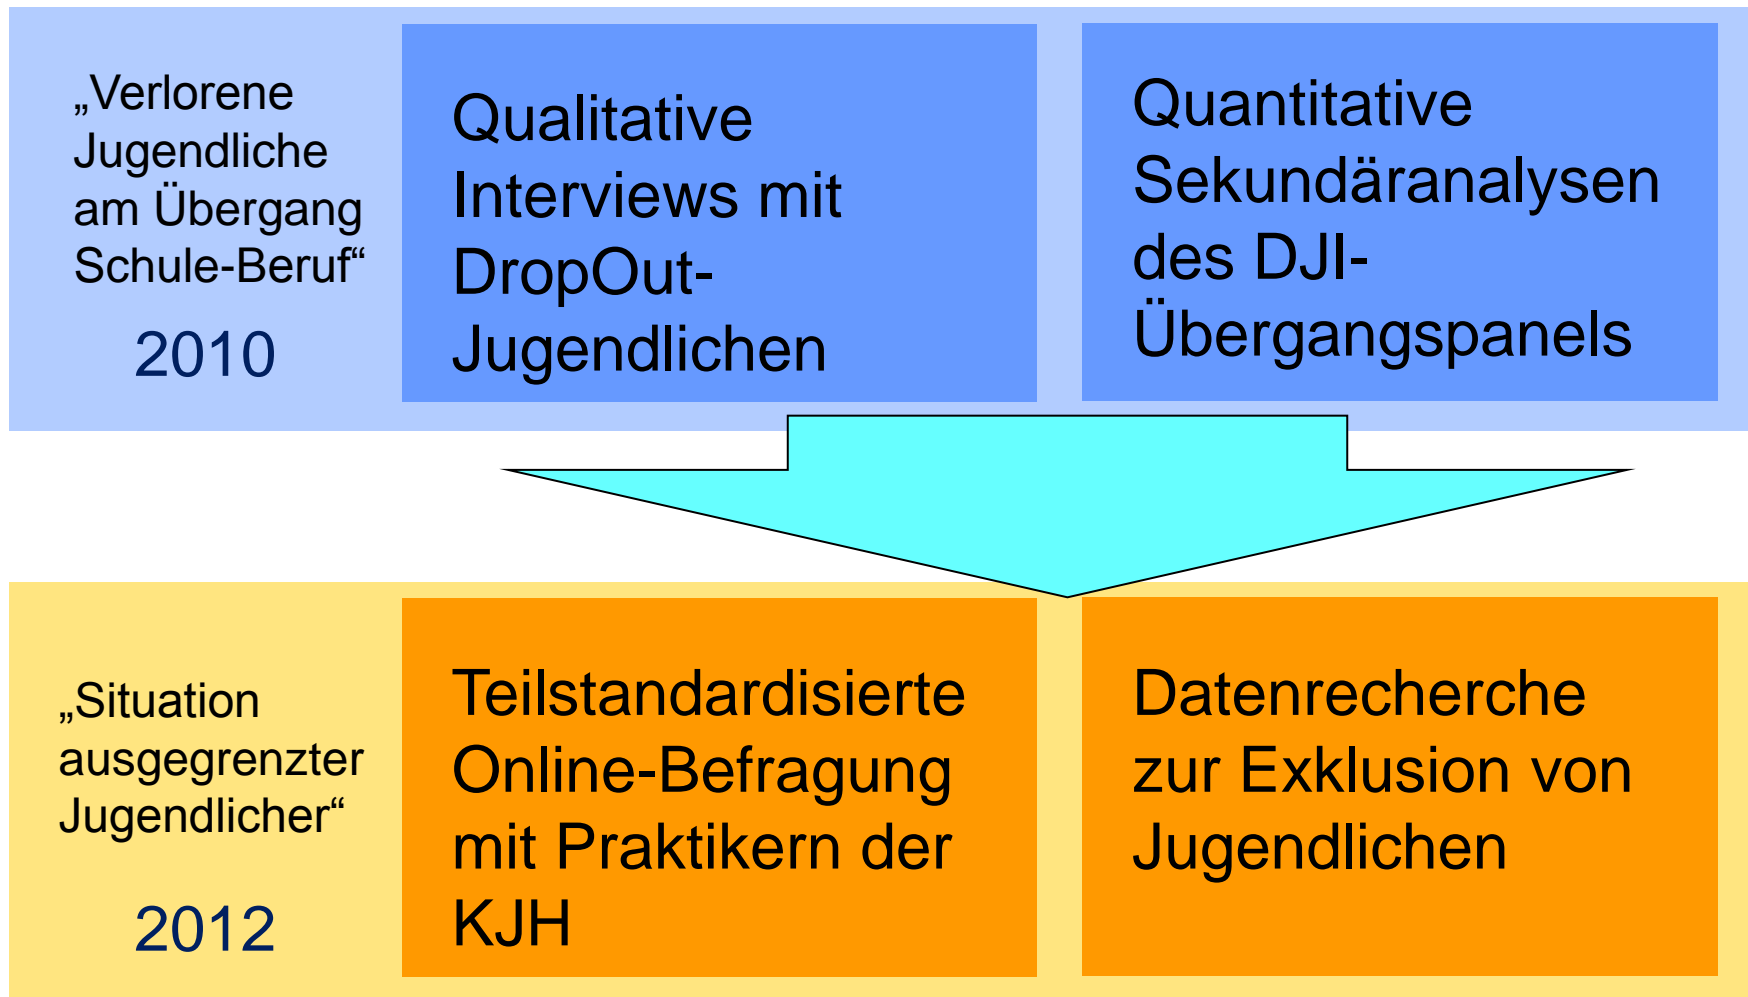 „Verlorene
Jugendliche
am Übergang
Schule-Beruf“
2010
Qualitative
Interviews mit
DropOut-
Jugendlichen
Quantitative
Sekundäranalysen
des DJI-
Übergangspanels
„Situation
ausgegrenzter
Jugendlicher“
2012
Teilstandardisierte
Online-Befragung
mit Praktikern der
KJH
Datenrecherche
zur Exklusion von
Jugendlichen